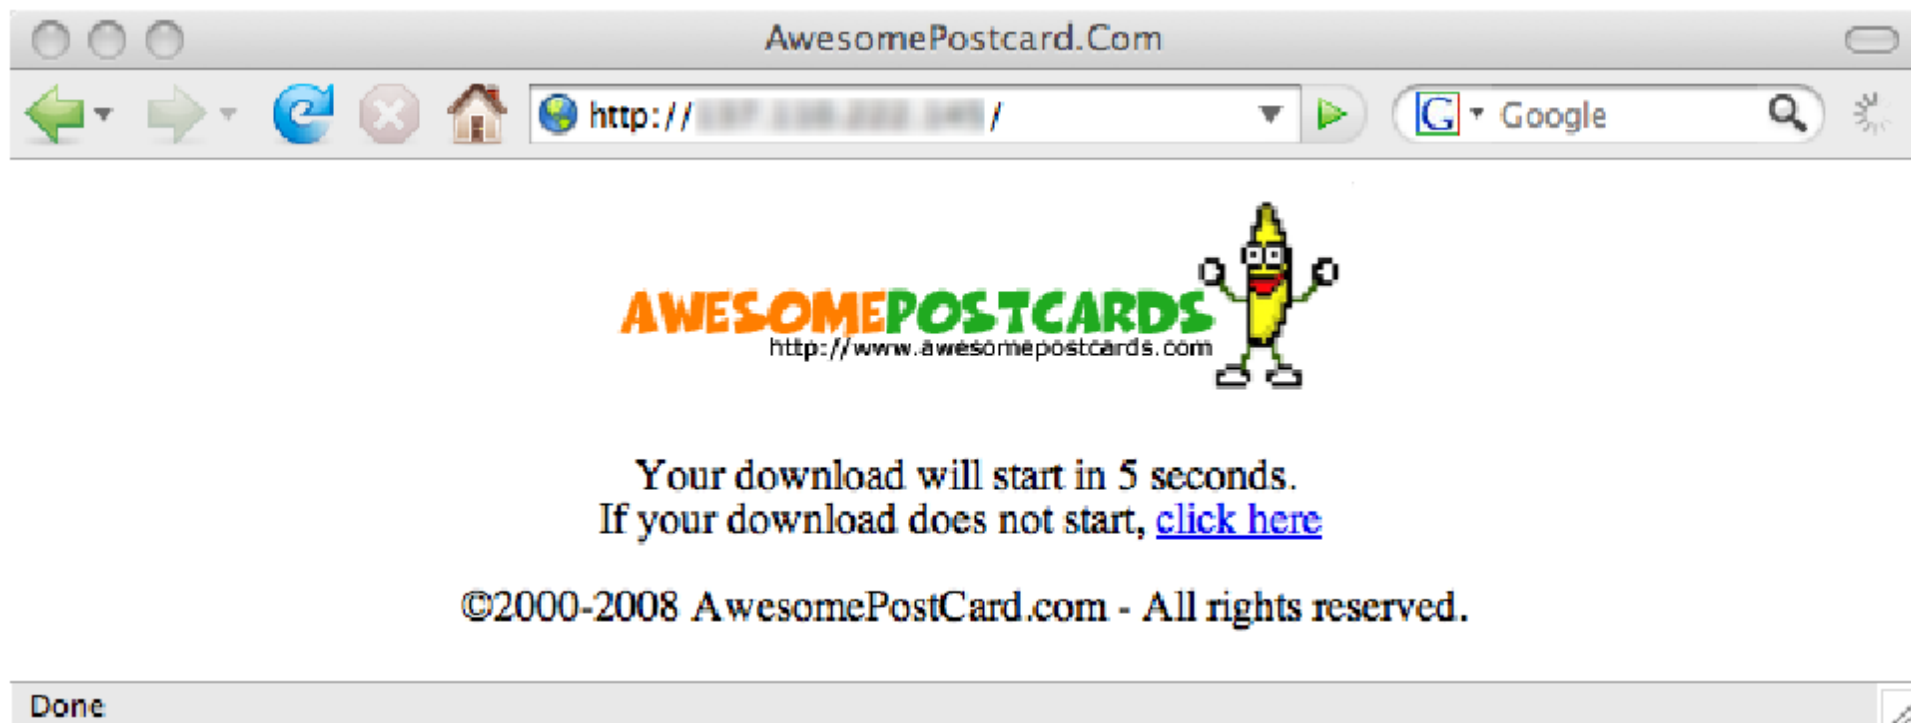 AwesomePostcard.Com
http:// /
Google
AWESOMEPOSTCARDS
http://www.awesomepostcards.com
Your download will start in 5 seconds.
If your download does not start, click here
©2000-2008 AwesomePostCard.com - All rights reserved.
Done